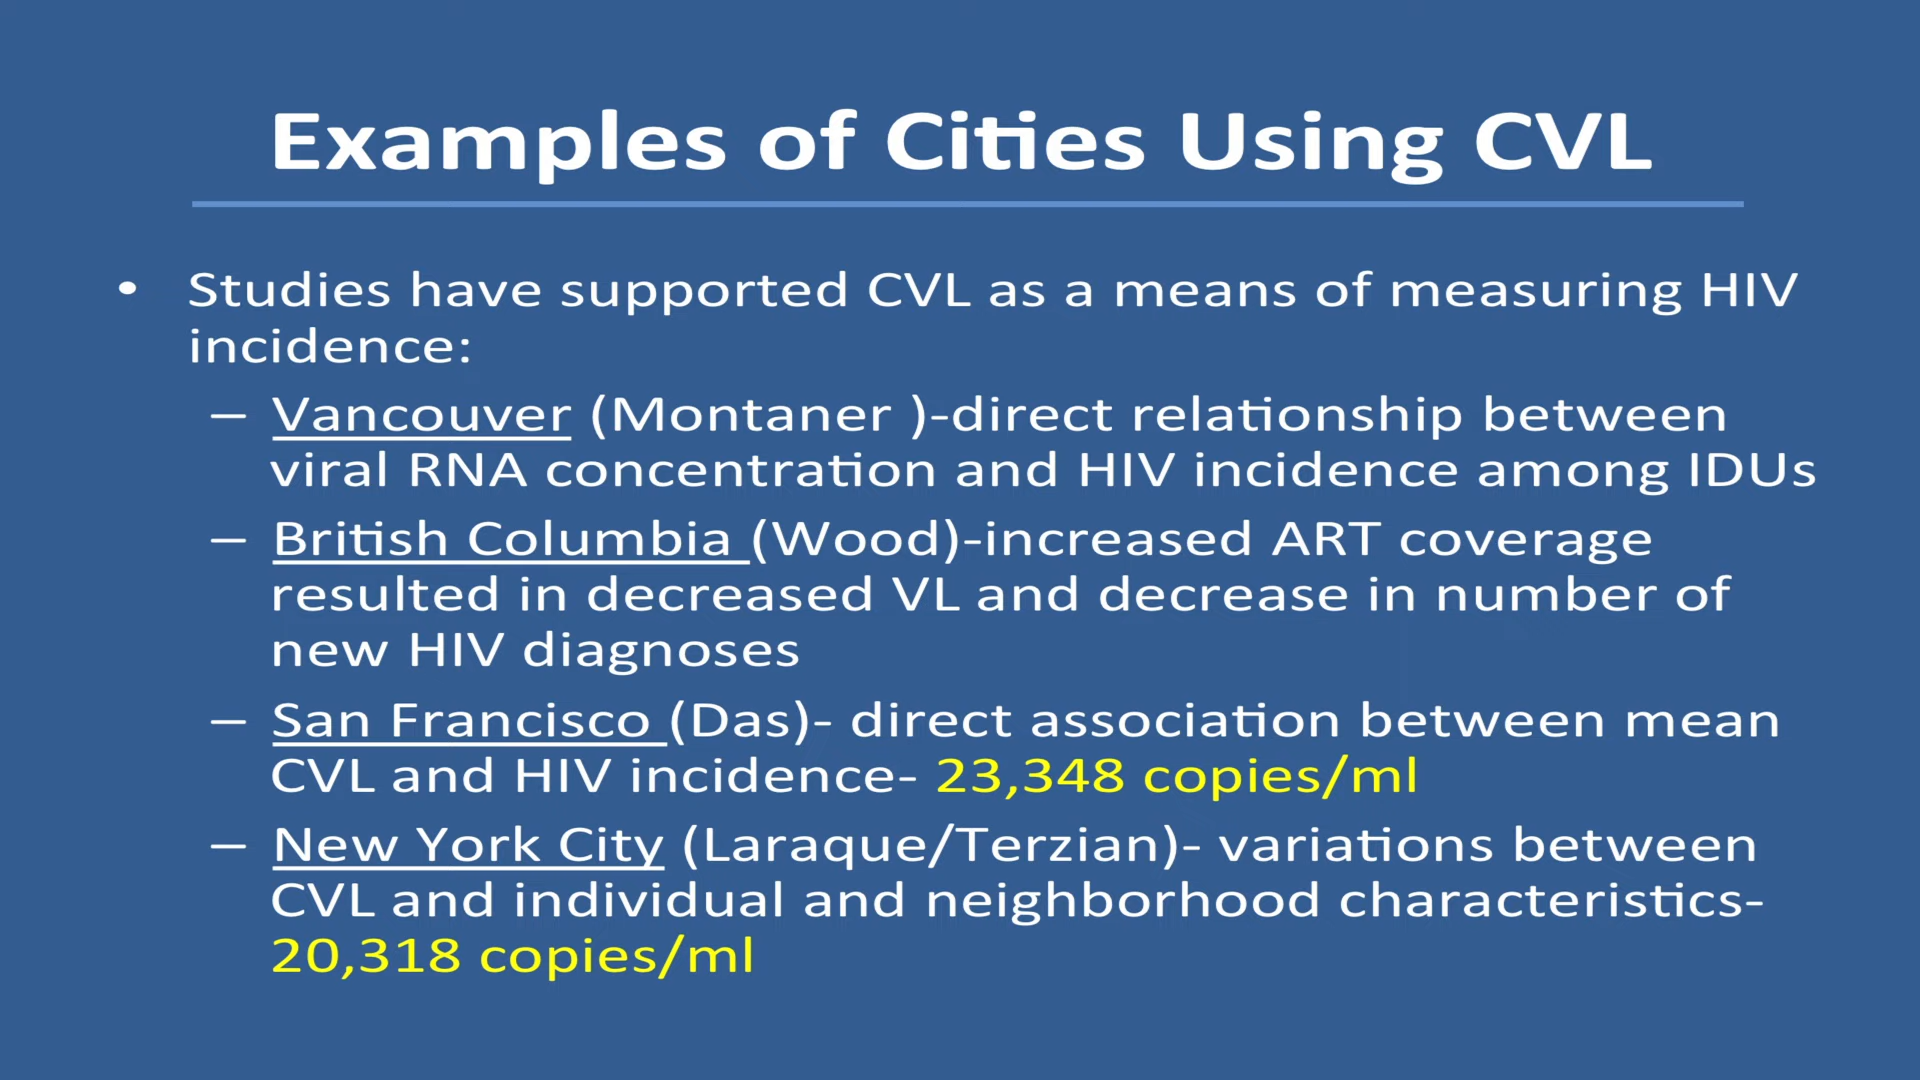 Examples of Cities Using CVL
• Studies have supported CVL as a means of measuring HIV
incidence:
– Vancouver (Montaner )-direct relationship between
viral RNA concentration and HIV incidence among IDUs
– British Columbia (Wood)-increased ART coverage
resulted in decreased VL and decrease in number of
new HIV diagnoses
– San Francisco (Das)- direct association between mean
CVL and HIV incidence- 23,348 copies/ml
– New York City (Laraque/Terzian)- variations between
CVL and individual and neighborhood characteristics-
20,318 copies/ml